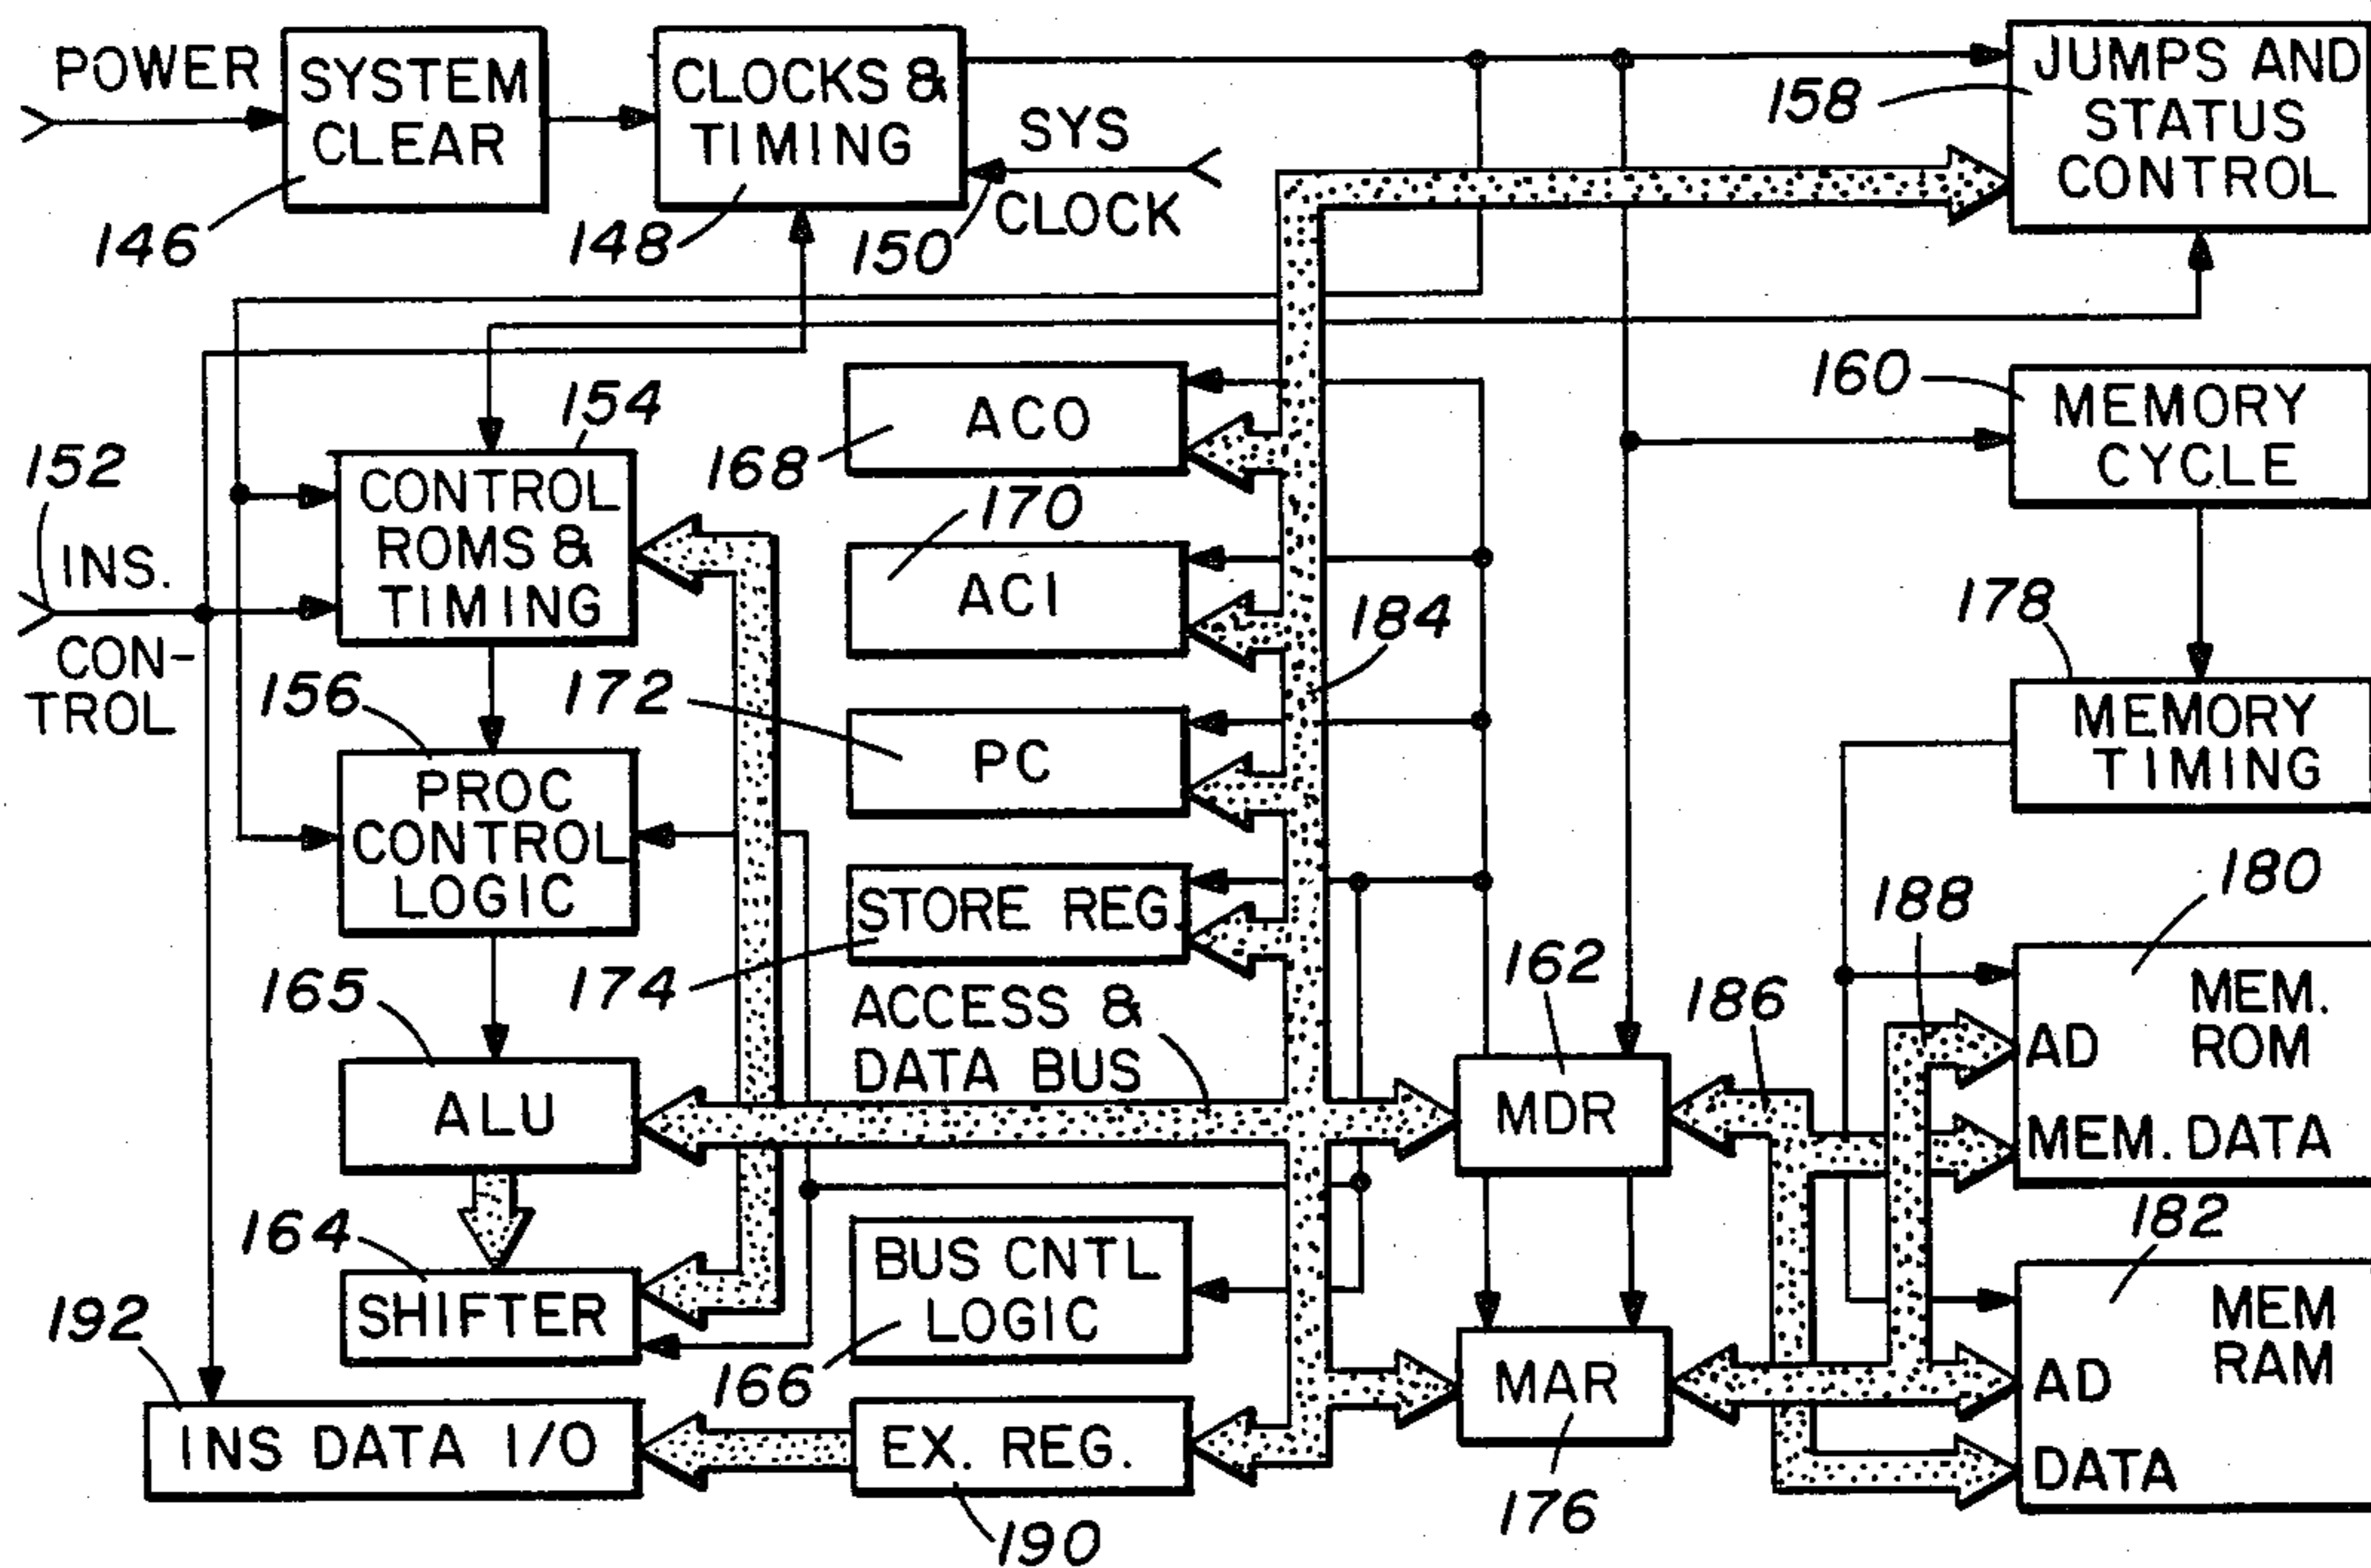 POWER
SYSTEM
CLEAR
146
CLOCKS &
TIMING
148
SYS
CLOCK
150
JUMPS AND
STATUS
CONTROL
158
152
INS.
CON-
TROL
154
CONTROL
ROMS &
TIMING
ACO
168
170
ACI
184
160
MEMORY
CYCLE
178
MEMORY
TIMING
156
PROC
CONTROL
LOGIC
172
PC
STORE REG.
174
165
ALU
ACCESS &
DATA BUS
162
MDR
186
188
180
MEM.
ROM
AD
MEM. DATA
164
SHIFTER
BUS CNTL
LOGIC
166
MAR
176
182
MEM
RAM
AD
DATA
192
INS DATA I/O
EX. REG.
190